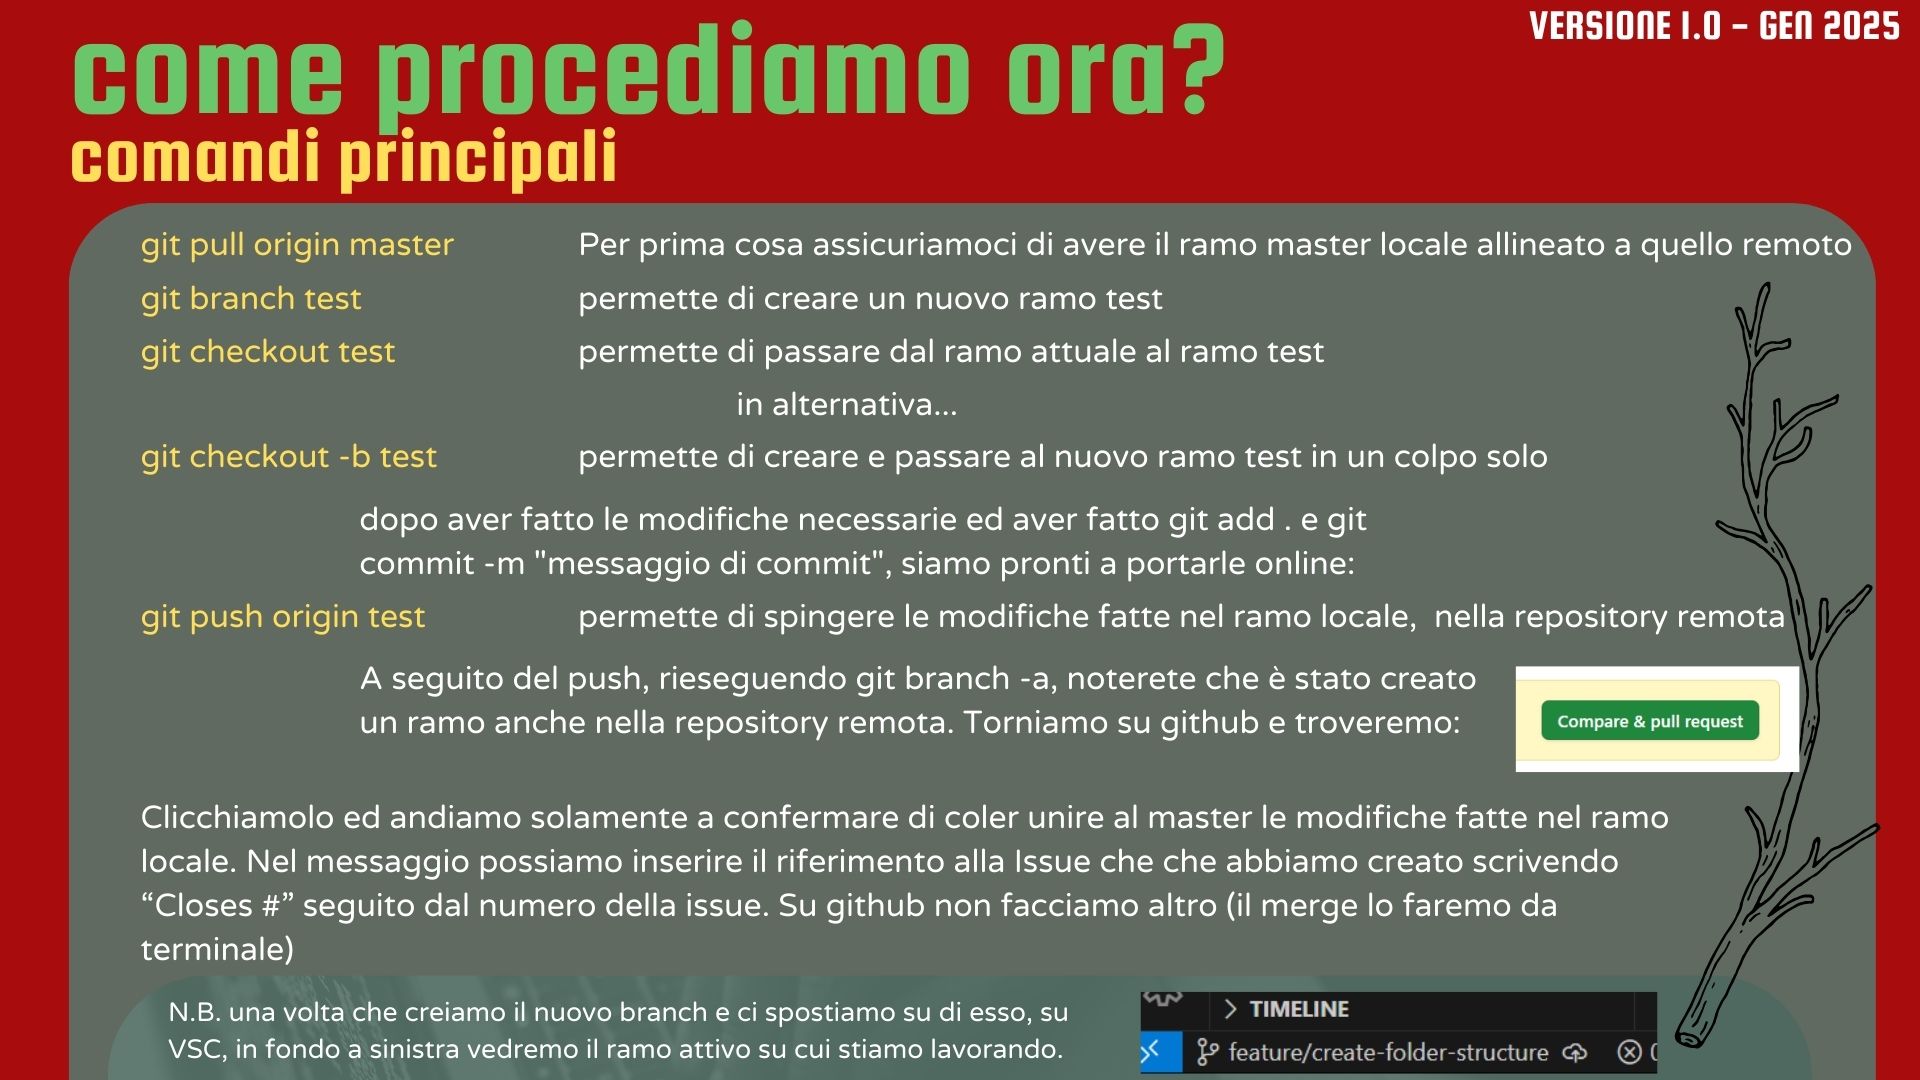 VERSIONE 1.0 - GEN 2025
come procediamo ora?
comandi principali
git pull origin master Per prima cosa assicuriamoci di avere il ramo master locale allineato a quello remoto
git branch test permette di creare un nuovo ramo test
git checkout test permette di passare dal ramo attuale al ramo test
in alternativa...
git checkout -b test permette di creare e passare al nuovo ramo test in un colpo solo
dopo aver fatto le modifiche necessarie ed aver fatto git add . e git
commit -m "messaggio di commit", siamo pronti a portarle online:
git push origin test permette di spingere le modifiche fatte nel ramo locale, nella repository remota
A seguito del push, rieseguendo git branch -a, noterete che è stato creato
un ramo anche nella repository remota. Torniamo su github e troveremo:
Compare & pull request
Clicchiamolo ed andiamo solamente a confermare di coler unire al master le modifiche fatte nel ramo
locale. Nel messaggio possiamo inserire il riferimento alla Issue che che abbiamo creato scrivendo
“Closes #” seguito dal numero della issue. Su github non facciamo altro (il merge lo faremo da
terminale)
N.B. una volta che creiamo il nuovo branch e ci spostiamo su di esso, su
VSC, in fondo a sinistra vedremo il ramo attivo su cui stiamo lavorando.
TIMELINE
feature/create-folder-structure